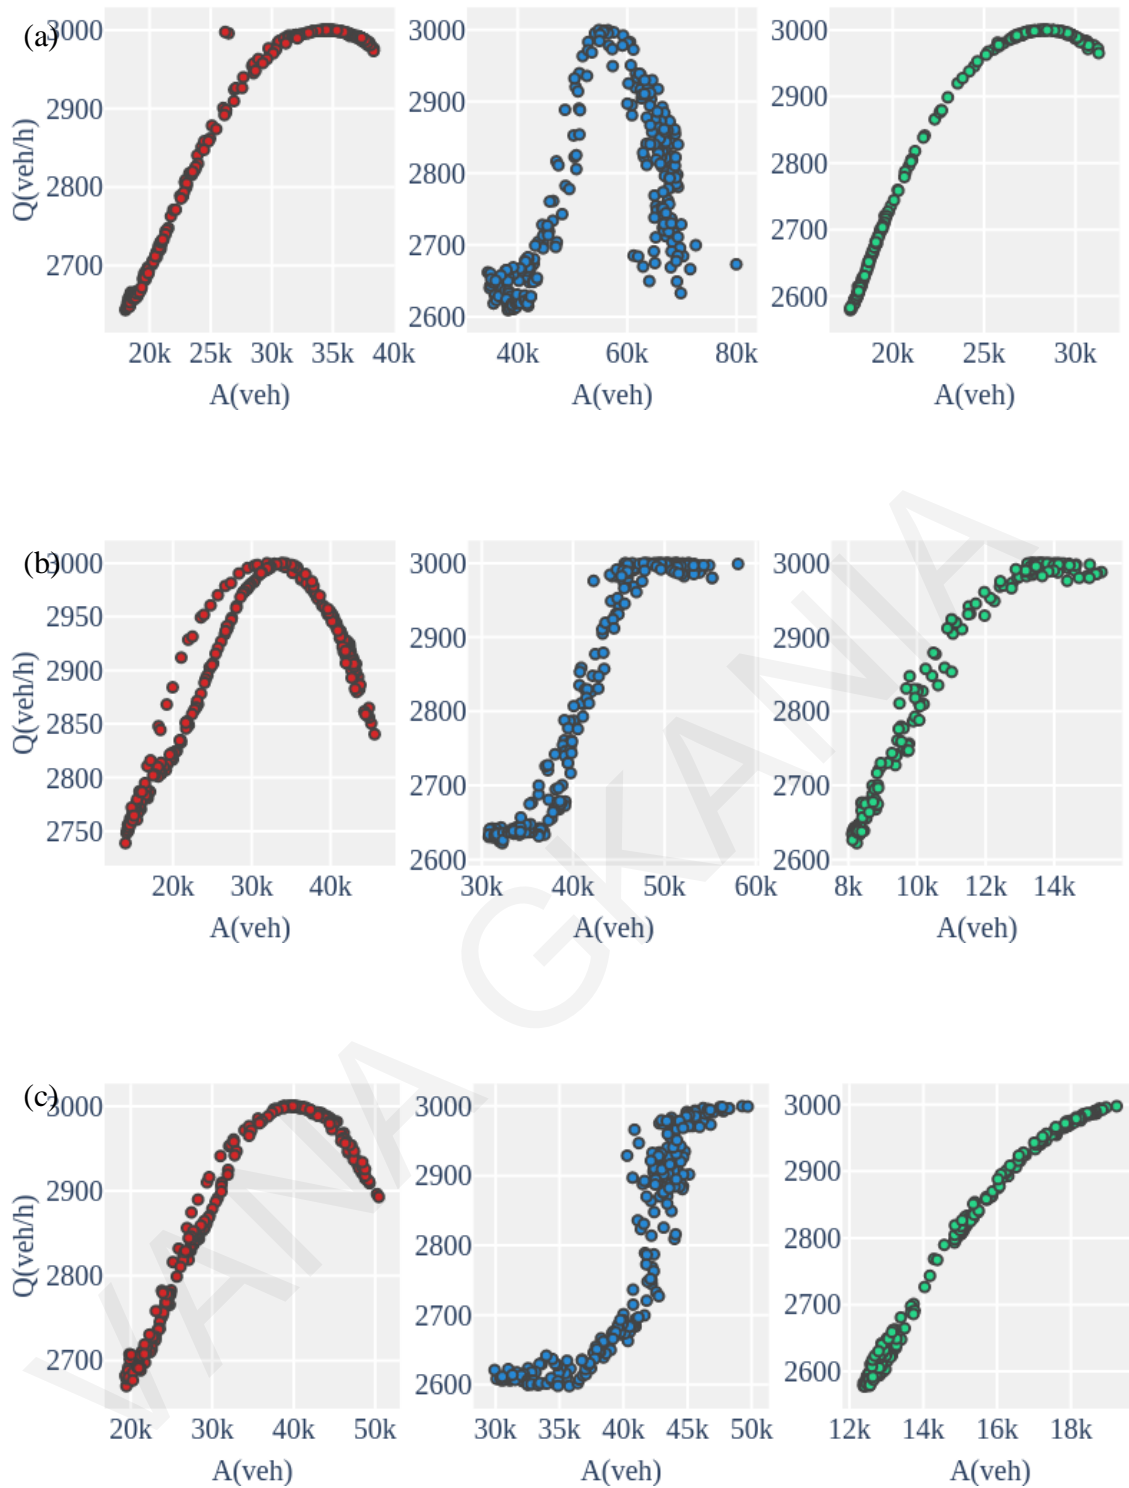 (a)
3000
2900
2800
2700
Q(veh/h)
20k 25k 30k 35k 40k
A(veh)
3000
2900
2800
2700
2600
40k 60k 80k
A(veh)
3000
2900
2800
2700
2600
20k 25k 30k
A(veh)
(b)
3000
2950
2900
2850
2800
2750
Q(veh/h)
20k 30k 40k
A(veh)
3000
2900
2800
2700
2600
30k 40k 50k 60k
A(veh)
3000
2900
2800
2700
2600
8k 10k 12k 14k
A(veh)
(c)
3000
2900
2800
2700
Q(veh/h)
20k 30k 40k 50k
A(veh)
3000
2900
2800
2700
2600
30k 35k 40k 45k 50k
A(veh)
3000
2900
2800
2700
2600
12k 14k 16k 18k
A(veh)
VANA GKANIA